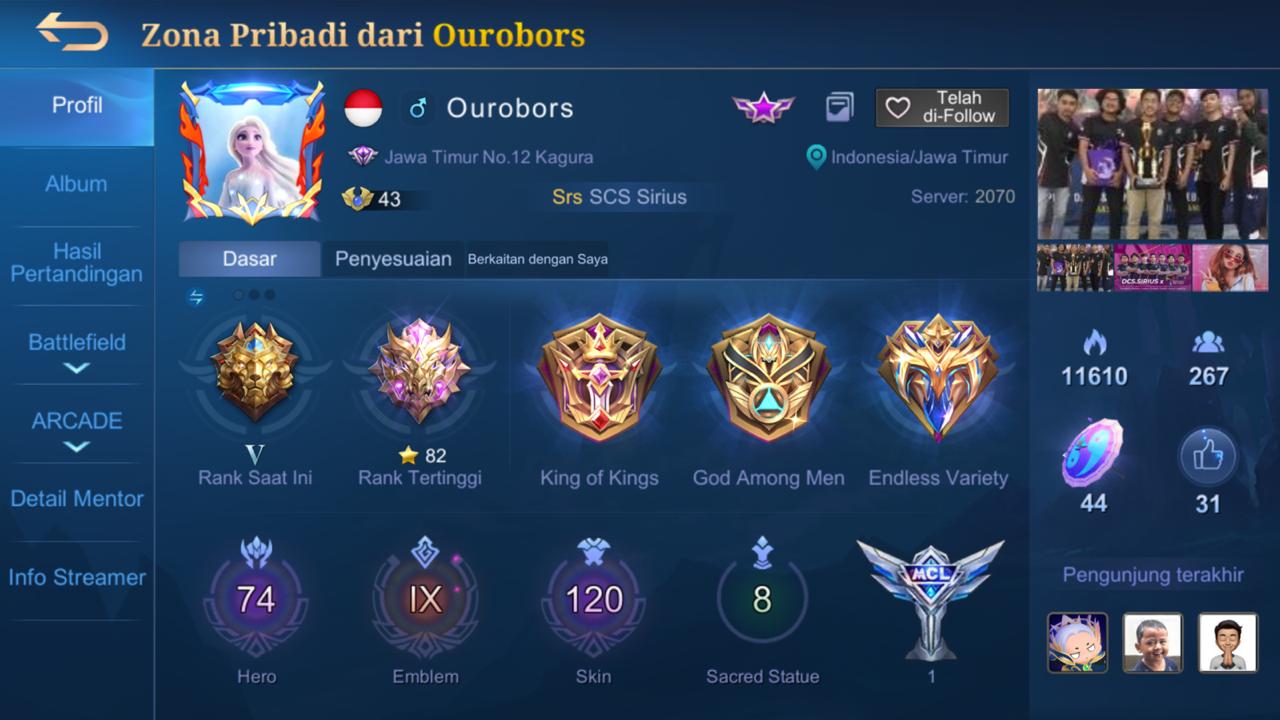 Zona Pribadi dari Ourobors
Profil
Album
Hasil
Pertandingan
Battlefield
ARCADE
Detail Mentor
Info Streamer
Ourobors
Telah
di-Follow
Jawa Timur No.12 Kagura
Indonesia/Jawa Timur
43
Srs SCS Sirius
Server: 2070
Dasar
Penyesuaian
Berkaitan dengan Saya
V
Rank Saat Ini
82
Rank Tertinggi
King of Kings
God Among Men
Endless Variety
74
Hero
IX
Emblem
120
Skin
8
Sacred Statue
MCL
1
OCS.SIRIUS x
11610
267
44
31
Pengunjung terakhir